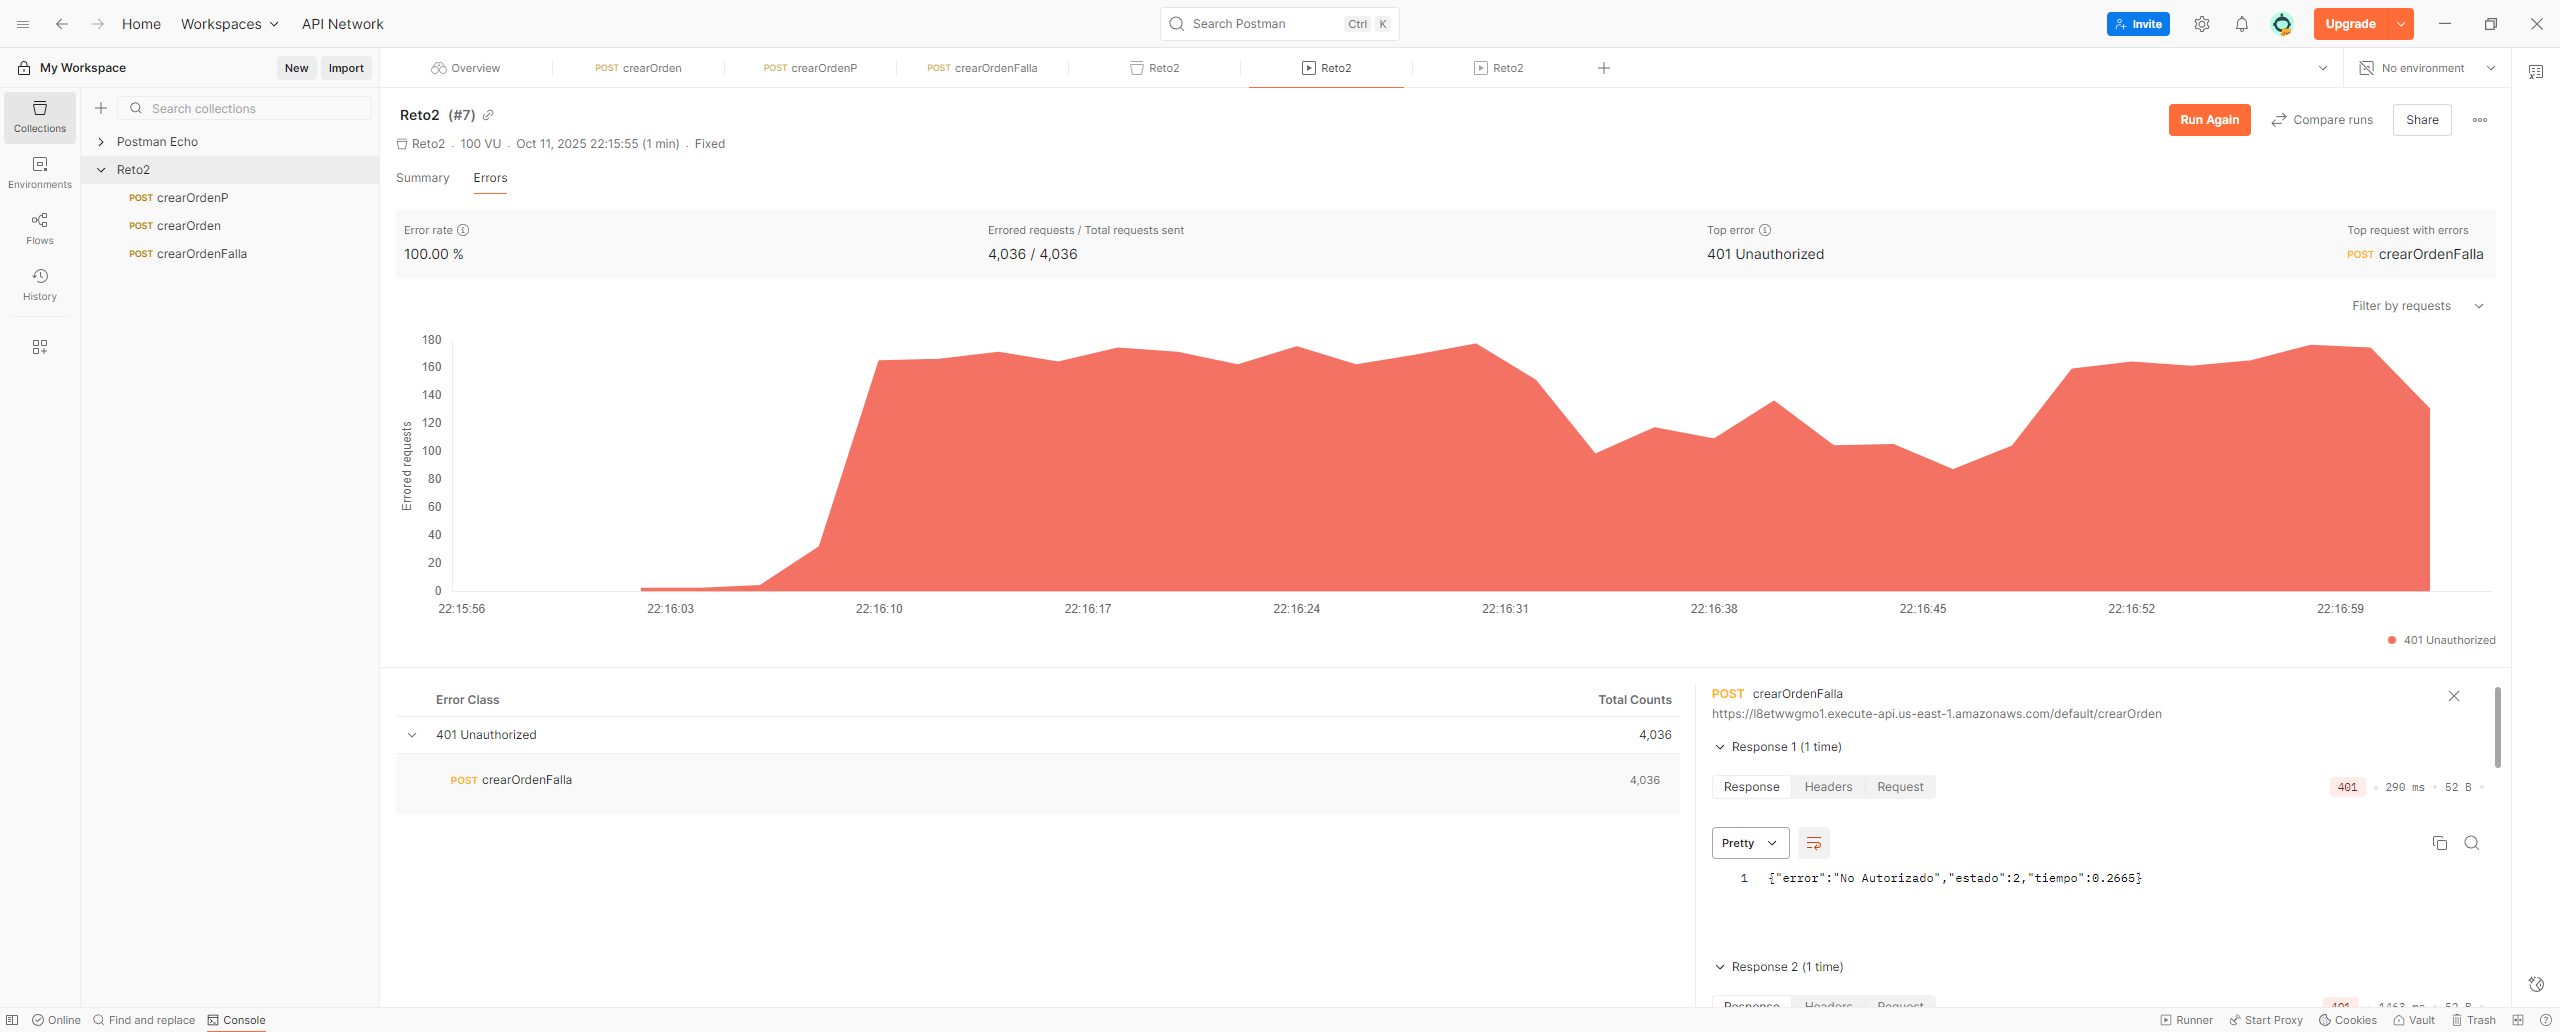 Home Workspaces API Network Search Postman Ctrl K Invite Upgrade
My Workspace New Import Overview POST crearOrden POST crearOrdenP POST crearOrdenFalla Reto2 Reto2 Reto2 No environment
Collections
Environments
Flows
History
Search collections
Postman Echo
Reto2
POST crearOrdenP
POST crearOrden
POST crearOrdenFalla
Reto2 (#7) Run Again Compare runs Share
Reto2 . 100 VU . Oct 11, 2025 22:15:55 (1 min) . Fixed
Summary Errors
Error rate Errored requests / Total requests sent Top error Top request with errors
100.00 % 4,036 / 4,036 401 Unauthorized POST crearOrdenFalla
Filter by requests
Errored requests
180
160
140
120
100
80
60
40
20
0
22:15:56 22:16:03 22:16:10 22:16:17 22:16:24 22:16:31 22:16:38 22:16:45 22:16:52 22:16:59
401 Unauthorized
Error Class Total Counts
401 Unauthorized 4,036
POST crearOrdenFalla 4,036
POST crearOrdenFalla
https://l8etwwgmo1.execute-api.us-east-1.amazonaws.com/default/crearOrden
Response 1 (1 time)
Response Headers Request 401 290 ms 52 B
Pretty
1 {"error":"No Autorizado","estado":2,"tiempo":0.2665}
Response 2 (1 time)
Response Headers Request 401 1463 ms 52 B
Online Find and replace Console Runner Start Proxy Cookies Vault Trash